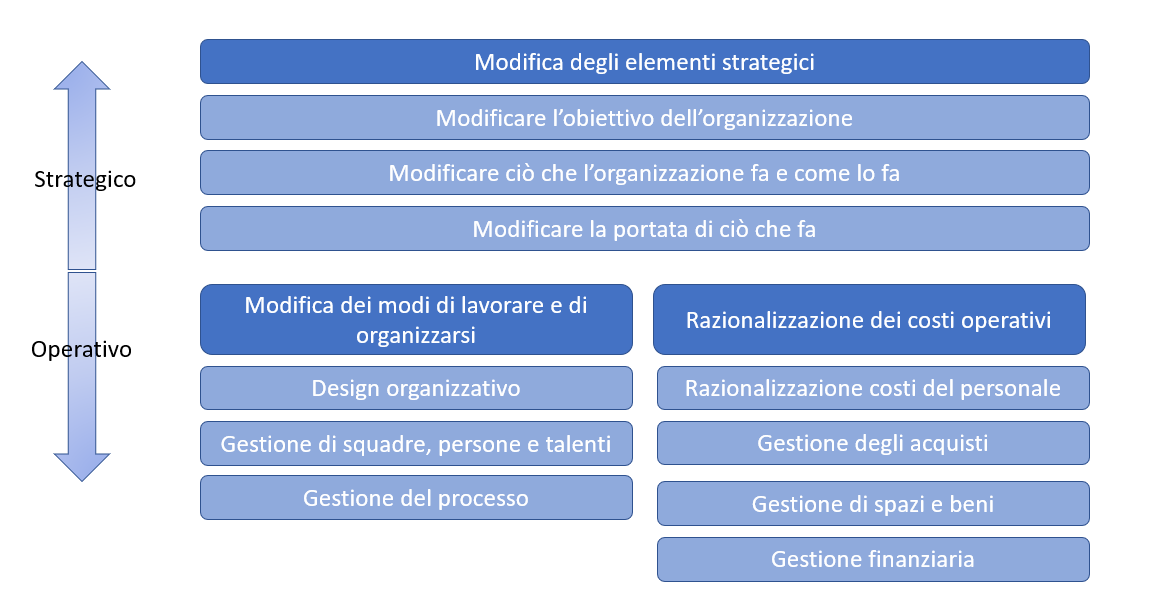 Modifica degli elementi strategici
Modificare l’obiettivo dell’organizzazione
Modificare ciò che l’organizzazione fa e come lo fa
Strategico
Modificare la portata di ciò che fa
Modifica dei modi di lavorare e di
organizzarsi
Razionalizzazione dei costi operativi
Operativo
Design organizzativo
Razionalizzazione costi del personale
Gestione di squadre, persone e talenti
Gestione degli acquisti
Gestione del processo
Gestione di spazi e beni
Gestione finanziaria